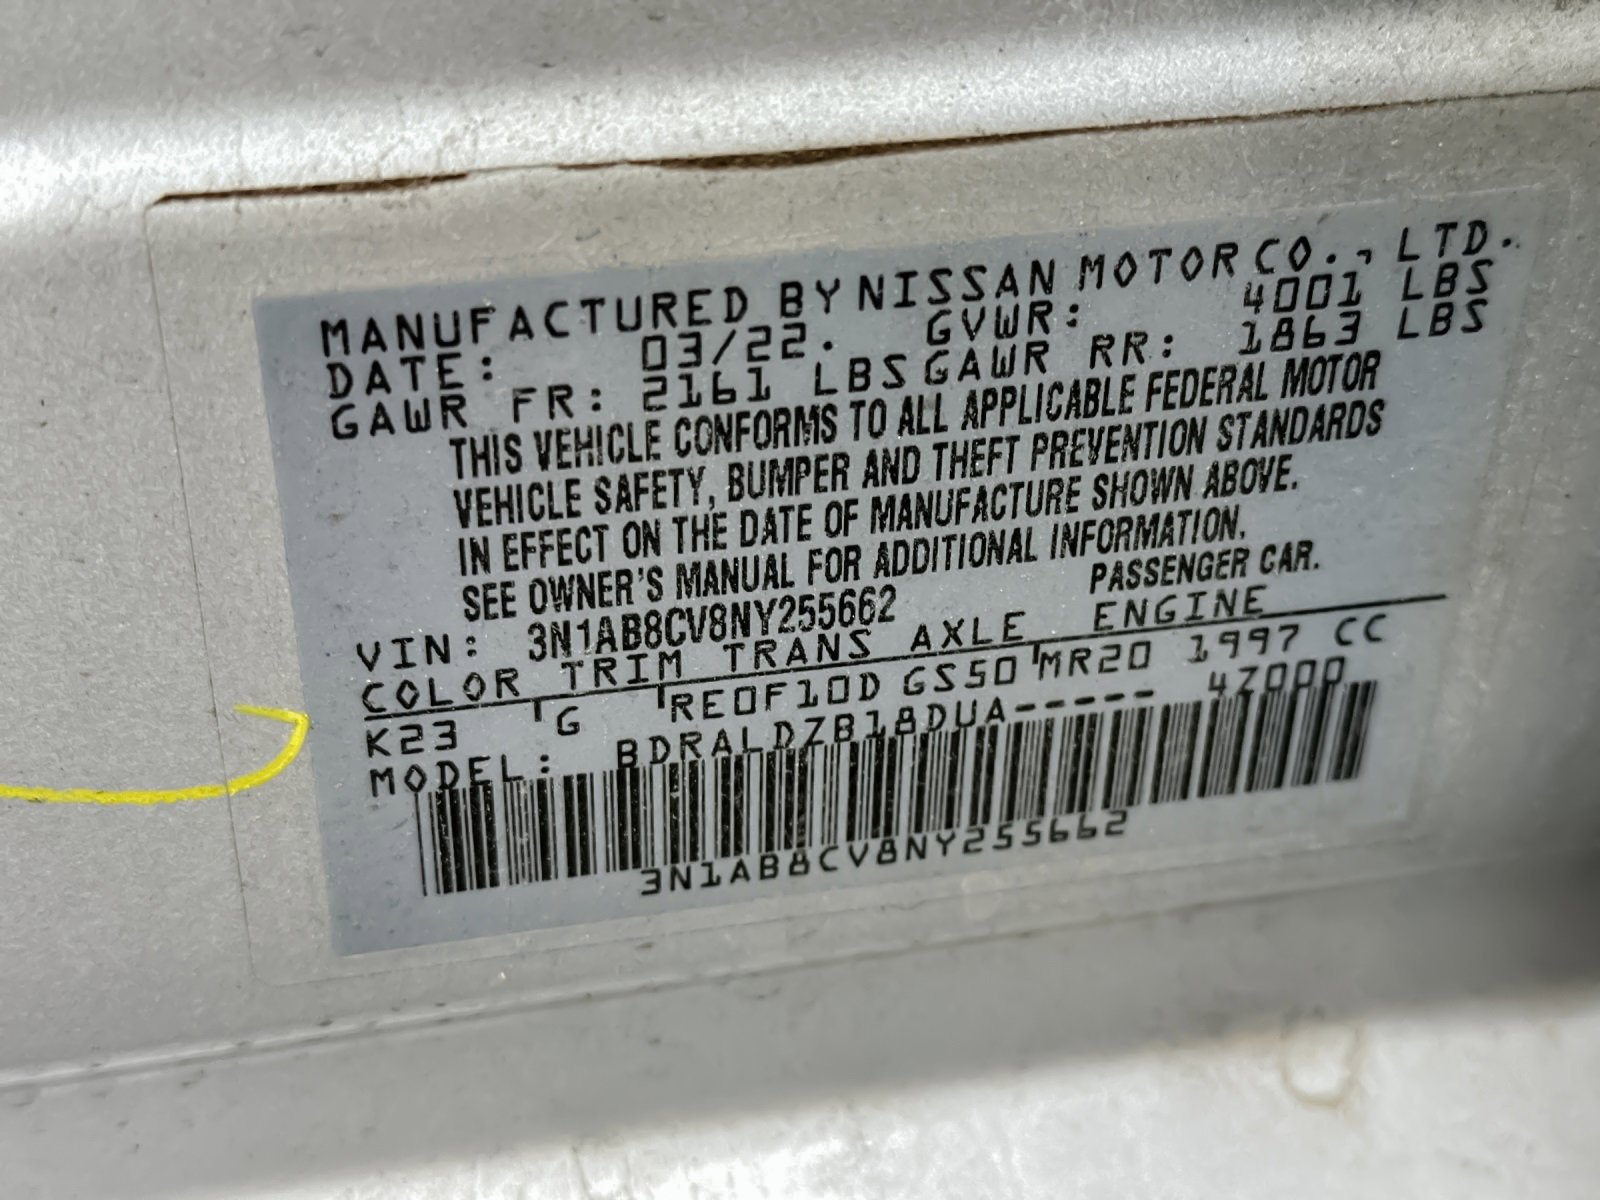 MANUFACTURED BY NISSAN MOTOR CO., LTD.
DATE: 03/22. GVWR: 4001 LBS
GAWR FR: 2161 LBS GAWR RR: 1863 LBS
THIS VEHICLE CONFORMS TO ALL APPLICABLE FEDERAL MOTOR
VEHICLE SAFETY, BUMPER AND THEFT PREVENTION STANDARDS
IN EFFECT ON THE DATE OF MANUFACTURE SHOWN ABOVE.
SEE OWNER'S MANUAL FOR ADDITIONAL INFORMATION.
VIN: 3N1AB8CV8NY255662 PASSENGER CAR.
COLOR TRIM TRANS AXLE ENGINE
K23 G RE0F10D GS50 MR20 1997 CC
MODEL: BDRALDZB18DUA----- 47000
3N1AB8CV8NY255662